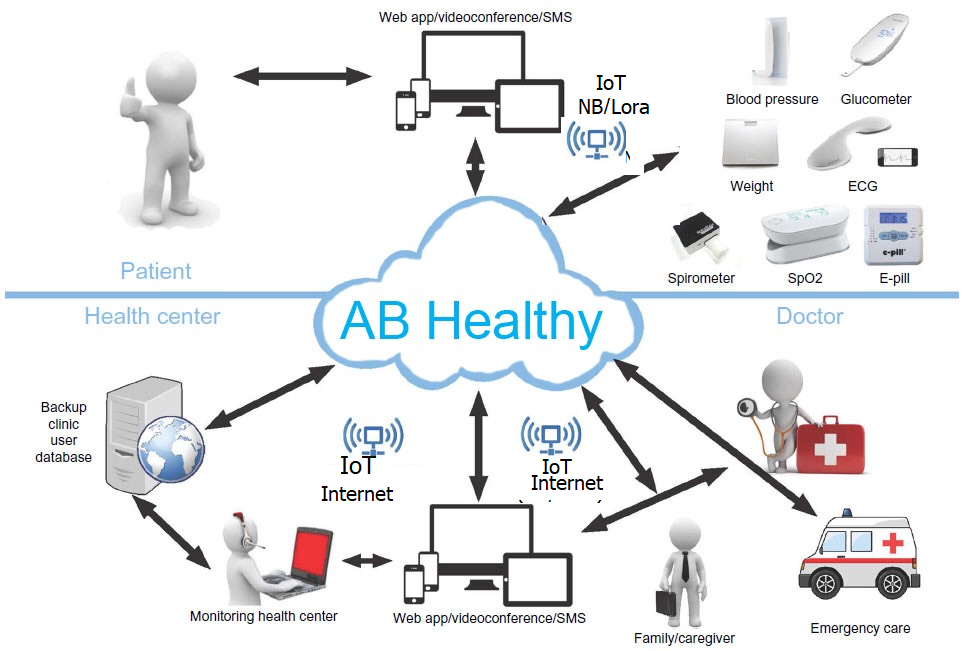 Web app/videoconference/SMS
IoT
NB/Lora
Blood pressure
Glucometer
Weight
ECG
e-pill
Spirometer
SpO2
E-pill
Patient
Health center
AB Healthy
Doctor
Backup
clinic
user
database
IoT
Internet
IoT
Internet
Monitoring health center
Web app/videoconference/SMS
Family/caregiver
Emergency care